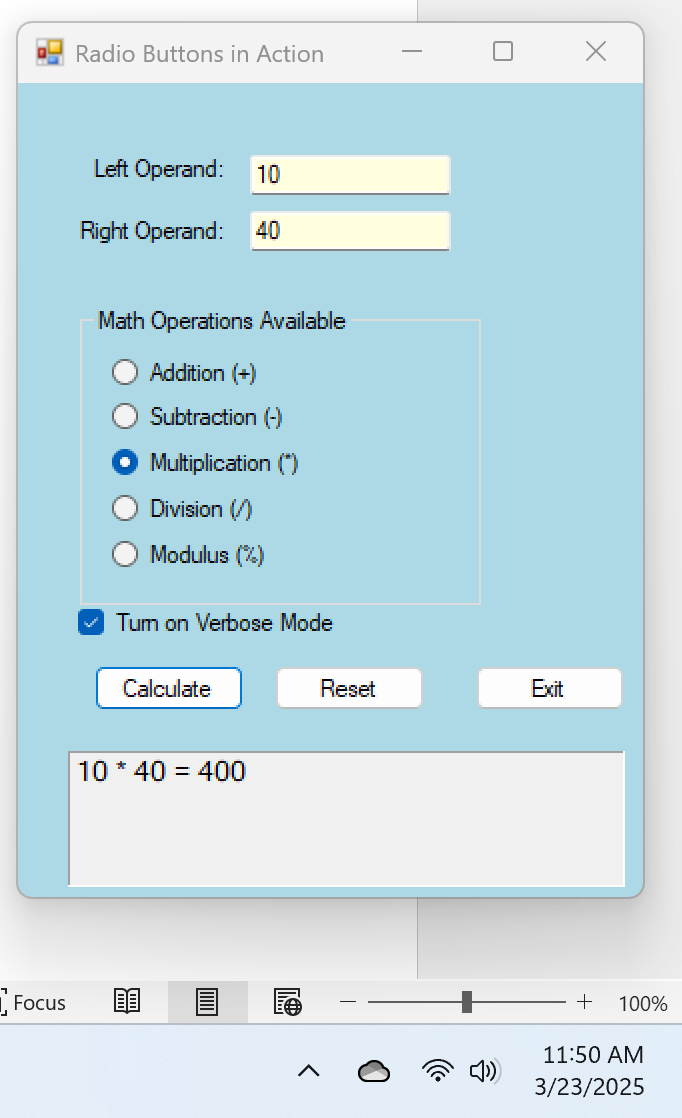 Radio Buttons in Action
Left Operand: 10
Right Operand: 40
Math Operations Available
Addition (+)
Subtraction (-)
Multiplication (*)
Division (/)
Modulus (%)
Turn on Verbose Mode
Calculate Reset Exit
10 * 40 = 400
Focus 100%
11:50 AM
3/23/2025